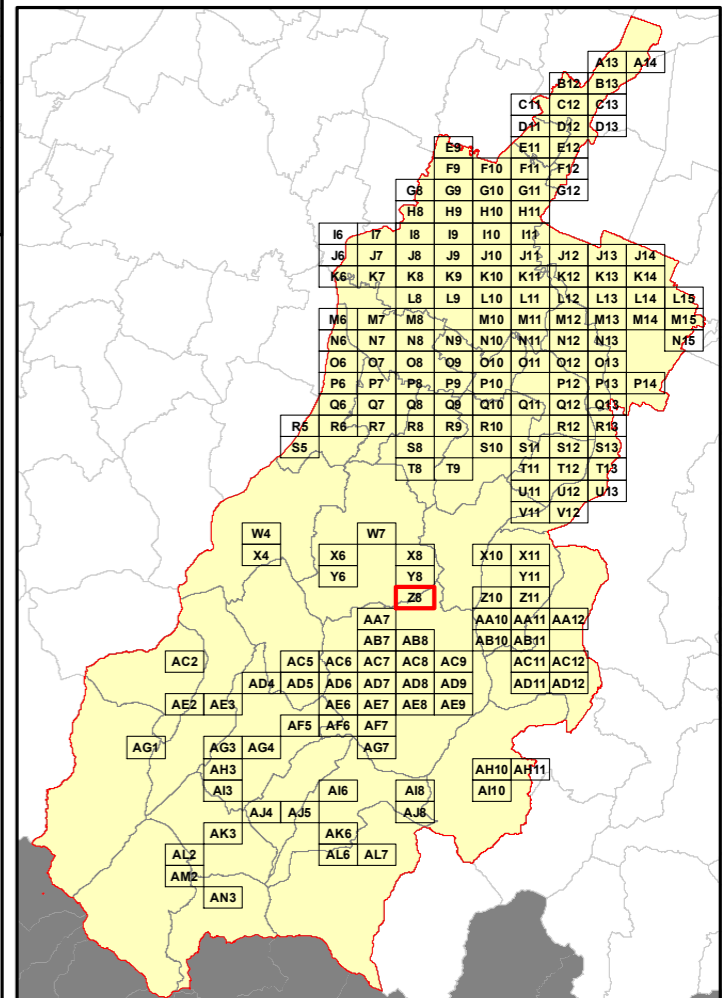 A13 A14
B12 B13
C11 C12 C13
D11 D12 D13
E9 E11 E12
F9 F10 F11 F12
G8 G9 G10 G11 G12
H8 H9 H10 H11
I6 I7 I8 I9 I10 I11
J6 J7 J8 J9 J10 J11 J12 J13 J14
K6 K7 K8 K9 K10 K11 K12 K13 K14
L8 L9 L10 L11 L12 L13 L14 L15
M6 M7 M8 M10 M11 M12 M13 M14 M15
N6 N7 N8 N9 N10 N11 N12 N13 N15
O6 O7 O8 O9 O10 O11 O12 O13
P6 P7 P8 P9 P10 P12 P13 P14
Q6 Q7 Q8 Q9 Q10 Q11 Q12 Q13
R5 R6 R7 R8 R9 R10 R12 R13
S5 S8 S10 S11 S12 S13
T8 T9 T11 T12 T13
U11 U12 U13
V11 V12
W4 W7
X4 X6 X8 X10 X11
Y6 Y8 Y11
Z8 Z10 Z11
AA7 AA10 AA11 AA12
AB7 AB8 AB10 AB11
AC2 AC5 AC6 AC7 AC8 AC9 AC11 AC12
AD4 AD5 AD6 AD7 AD8 AD9 AD11 AD12
AE2 AE3 AE6 AE7 AE8 AE9
AF5 AF6 AF7
AG1 AG3 AG4 AG7
AH3 AH10 AH11
AI3 AI6 AI8 AI10
AJ4 AJ5 AJ8
AK3 AK6
AL2 AL6 AL7
AM2
AN3